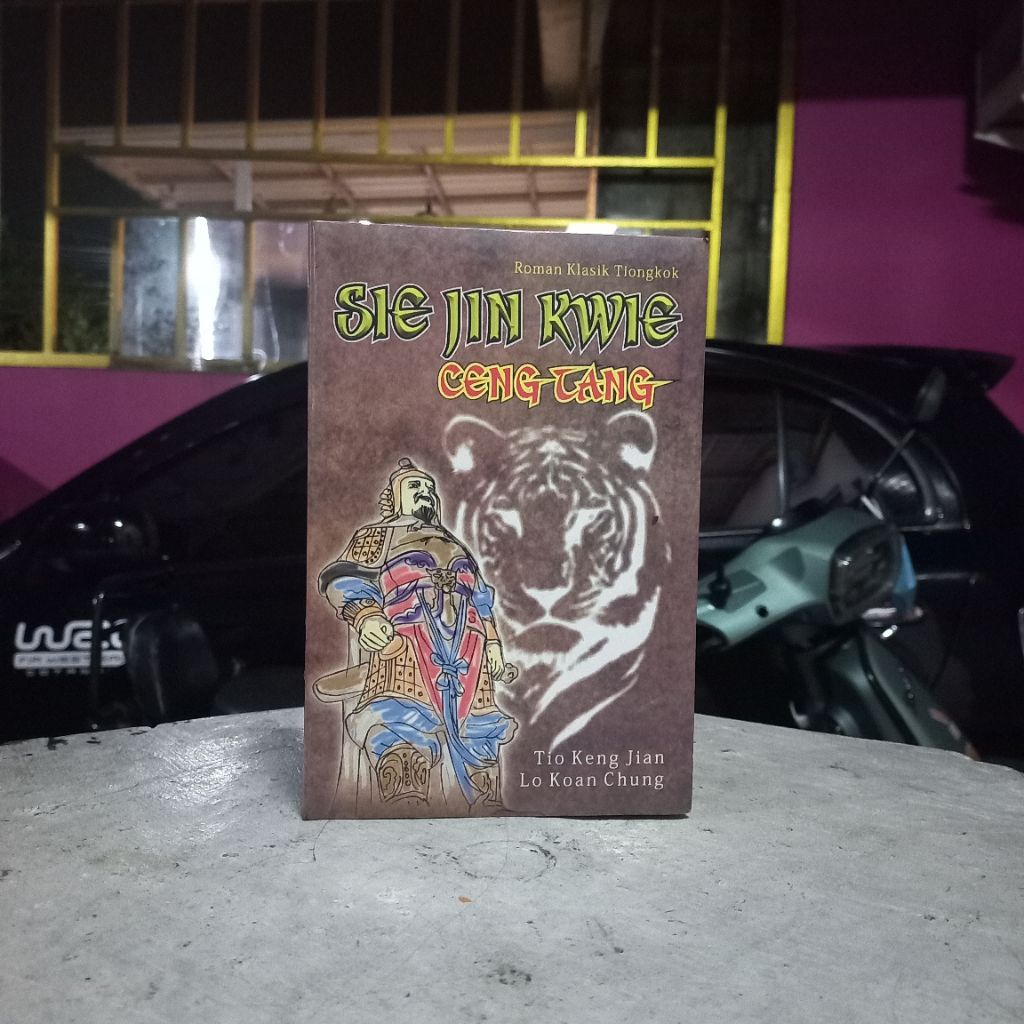 Roman Klasik Tiongkok
SIE JIN KWIE
CENG TANG
Tio Keng Jian
Lo Koan Chung